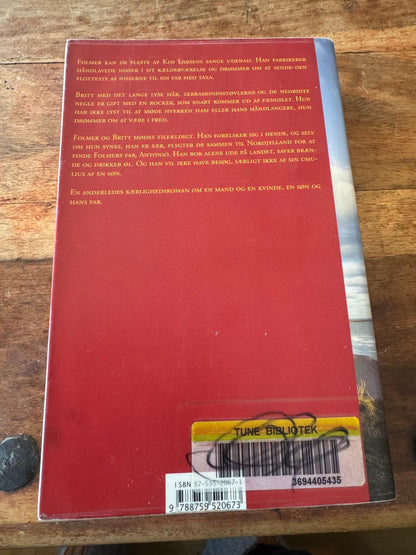 FOLMER KAN DE FLESTE AF KIM LARSENS SANGE UDENAD. HAN FABRIKERER
HÅNDLAVEDE NISSER I SIT KÆLDERVÆRELSE OG DRØMMER OM AT SENDE DEN
FLOTTESTE AF NISSERNE TIL SIN FAR MED TAXA.
BRITT MED DET LANGE LYSE HÅR, ZEBRASKINDSSTØVLERNE OG DE NEDBIDTE
NEGLE ER GIFT MED EN ROCKER, SOM SNART KOMMER UD AF FÆNGSLET. HUN
HAR IKKE LYST TIL AT MØDE HVERKEN HAM ELLER HANS HÅNDLANGERE, HUN
DRØMMER OM AT VÆRE I FRED.
FOLMER OG BRITT MØDES TILFÆLDIGT. HAN FORELSKER SIG I HENDE, OG SELV
OM HUN SYNES, HAN ER SÆR, FLYGTER DE SAMMEN TIL NORDJYLLAND FOR AT
FINDE FOLMERS FAR, ANTONIO. HAN BOR ALENE UDE PÅ LANDET, SAVER BRÆN-
DE OG DRIKKER ØL. OG HAN VIL IKKE HAVE BESØG, SÆRLIGT IKKE AF SIN UMU-
LIUS AF EN SØN.
EN ANDERLEDES KÆRLIGHEDSROMAN OM EN MAND OG EN KVINDE, EN SØN OG
HANS FAR.
TUNE BIBLIOTEK
3694405435
ISBN 87-595-2067-1
9 788759 520673